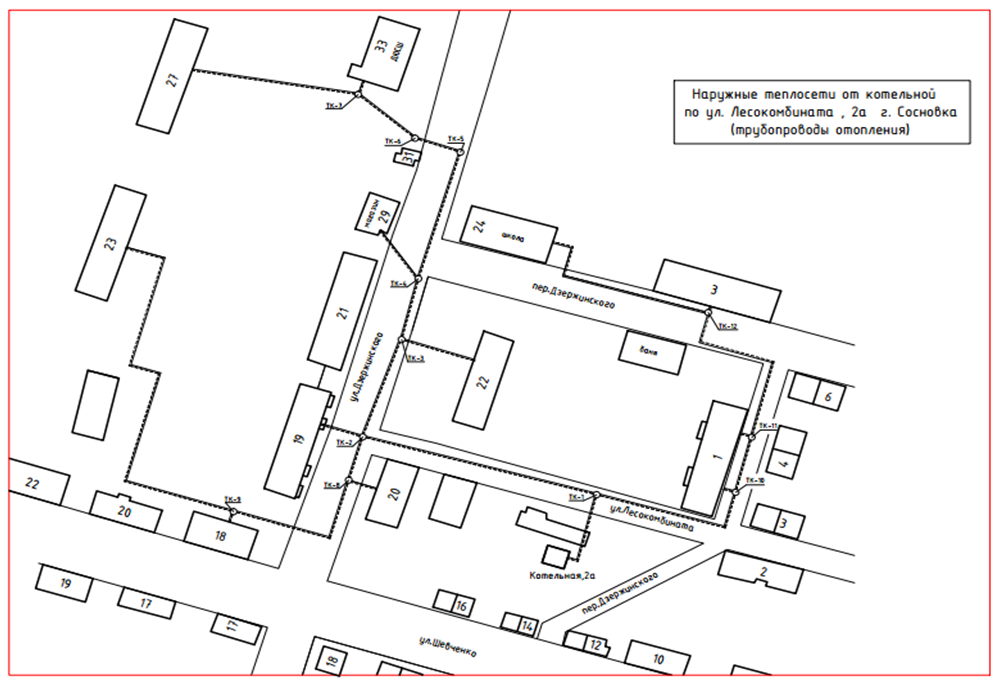 Наружные теплосети от котельной
по ул. Лесокомбината , 2а г. Сосновка
(трубопроводы отопления)
27
33
ДЮСШ
ТК-7
ТК-6
ТК-5
31
магазин
29
24
школа
23
ТК-4
пер.Дзержинского
3
21
ТК-12
ул.Дзержинского
ТК-3
баня
22
6
19
ТК-2
ТК-11
1
4
22
ТК-8
20
ТК-1
ТК-10
20
ТК-9
18
ул.Лесокомбината
3
Котельная,2а
2
19
17
17
16
14
пер.Дзержинского
ул.Шевченко
12
10
18